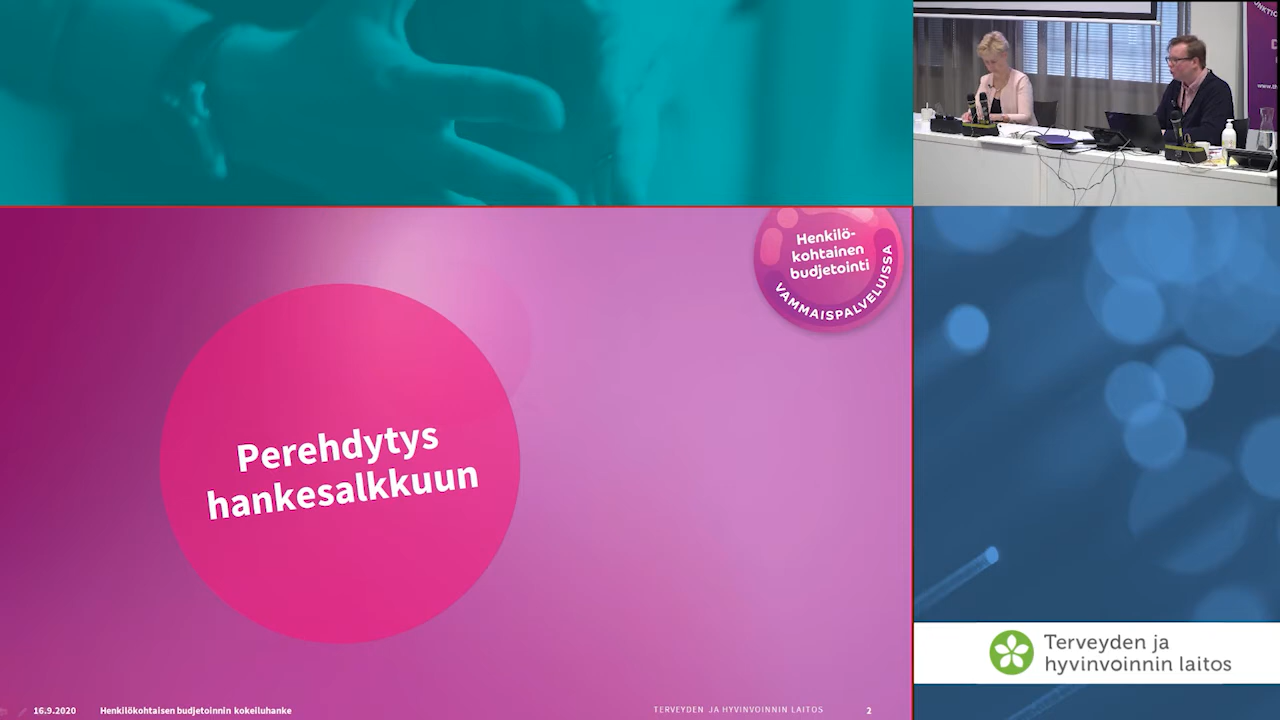 Henkilö-
kohtainen
budjetointi
VAMMAISPALVELUISSA
Perehdytys
hankesalkkuun
Terveyden ja
hyvinvoinnin laitos
16.9.2020 Henkilökohtaisen budjetoinnin kokeiluhanke TERVEYDEN JA HYVINVOINNIN LAITOS 2